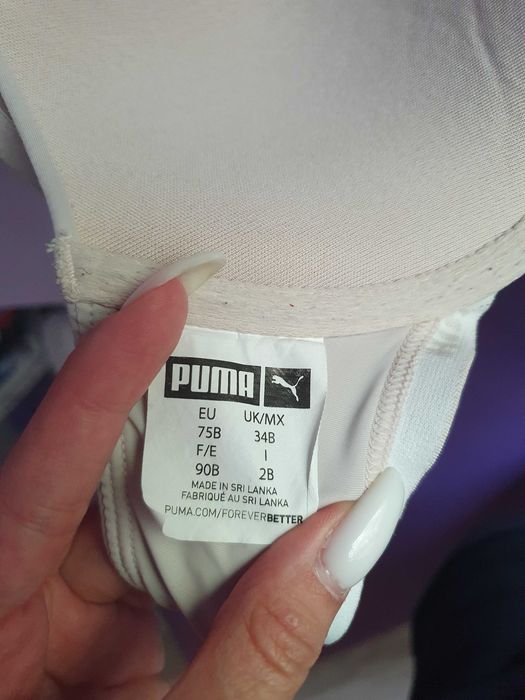 PUMA
EU UK/MX
75B 34B
F/E I
90B 2B
MADE IN SRI LANKA
FABRIQUÉ AU SRI LANKA
PUMA.COM/FOREVERBETTER